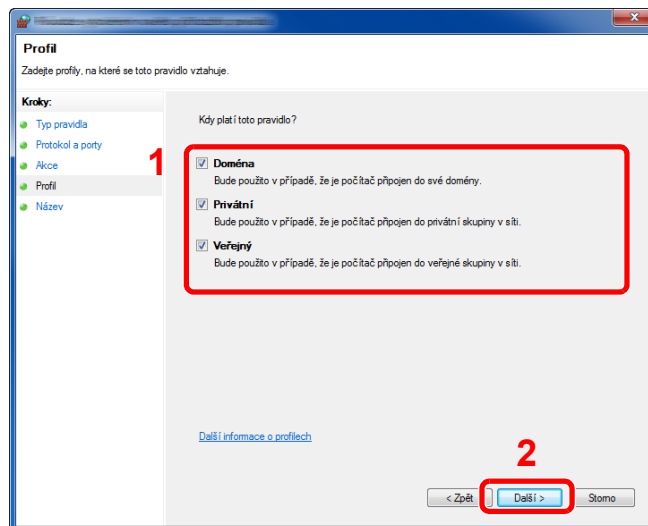 Profil
Zadejte profily, na které se toto pravidlo vztahuje.
Kroky:
Typ pravidla
Protokol a porty
Akce
Profil
Název
1
Kdy platí toto pravidlo?
Doména
Bude použito v případě, že je počítač připojen do své domény.
Privátní
Bude použito v případě, že je počítač připojen do privátní skupiny v síti.
Veřejný
Bude použito v případě, že je počítač připojen do veřejné skupiny v síti.
Další informace o profilech
2
< Zpět
Další >
Storno